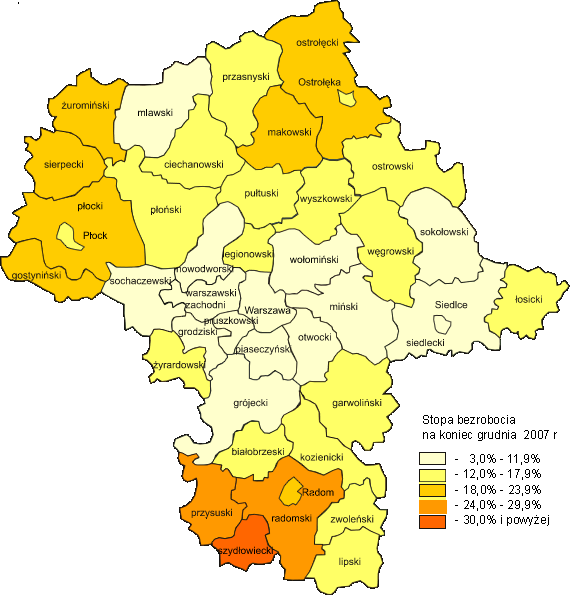 ostrołęcki
Ostrołęka
przasnyski
żuromiński
mlawski
makowski
sierpecki
ciechanowski
ostrowski
płocki
Płock
płoński
pułtuski
wyszkowski
sokołowski
węgrowski
legionowski
wołomiński
gostyniński
sochaczewski
nowodworski
warszawski
zachodni
Warszawa
miński
Siedlce
łosicki
pruszkowski
grodziski
otwocki
siedlecki
piaseczyński
żyrardowski
grójecki
garwoliński
białobrzeski
kozienicki
Radom
przysuski
radomski
zwoleński
szydłowiecki
lipski
Stopa bezrobocia
na koniec grudnia 2007 r
- 3,0% - 11,9%
- 12,0% - 17,9%
- 18,0% - 23,9%
- 24,0% - 29,9%
- 30,0% i powyżej